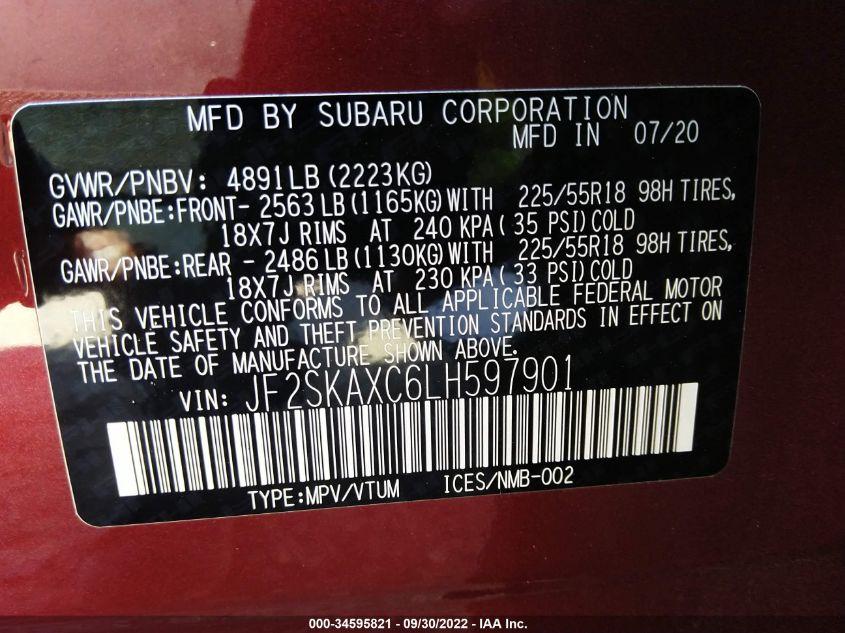 MFD BY SUBARU CORPORATION
MFD IN 07/20
GVWR/PNBV: 4891LB (2223KG)
GAWR/PNBE:FRONT- 2563 LB (1165KG) WITH 225/55R18 98H TIRES,
18X7J RIMS AT 240 KPA ( 35 PSI) COLD
GAWR/PNBE:REAR - 2486 LB (1130KG) WITH 225/55R18 98H TIRES,
18X7J RIMS AT 230 KPA ( 33 PSI) COLD
THIS VEHICLE CONFORMS TO ALL APPLICABLE FEDERAL MOTOR
VEHICLE SAFETY AND THEFT PREVENTION STANDARDS IN EFFECT ON
THE DATE OF MANUFACTURE SHOWN ABOVE.
VIN: JF2SKAXC6LH597901
TYPE:MPV/VTUM ICES/NMB-002
000-34595821 - 09/30/2022 - IAA Inc.